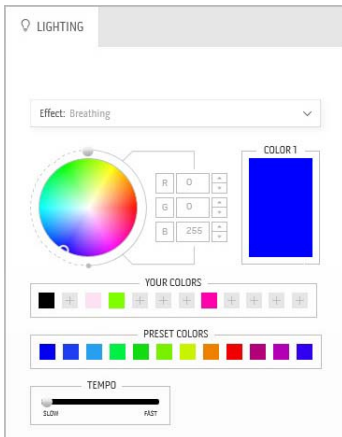 LIGHTING
Effect: Breathing
COLOR 1
R 0
G 0
B 255
YOUR COLORS
PRESET COLORS
TEMPO
SLOW FAST